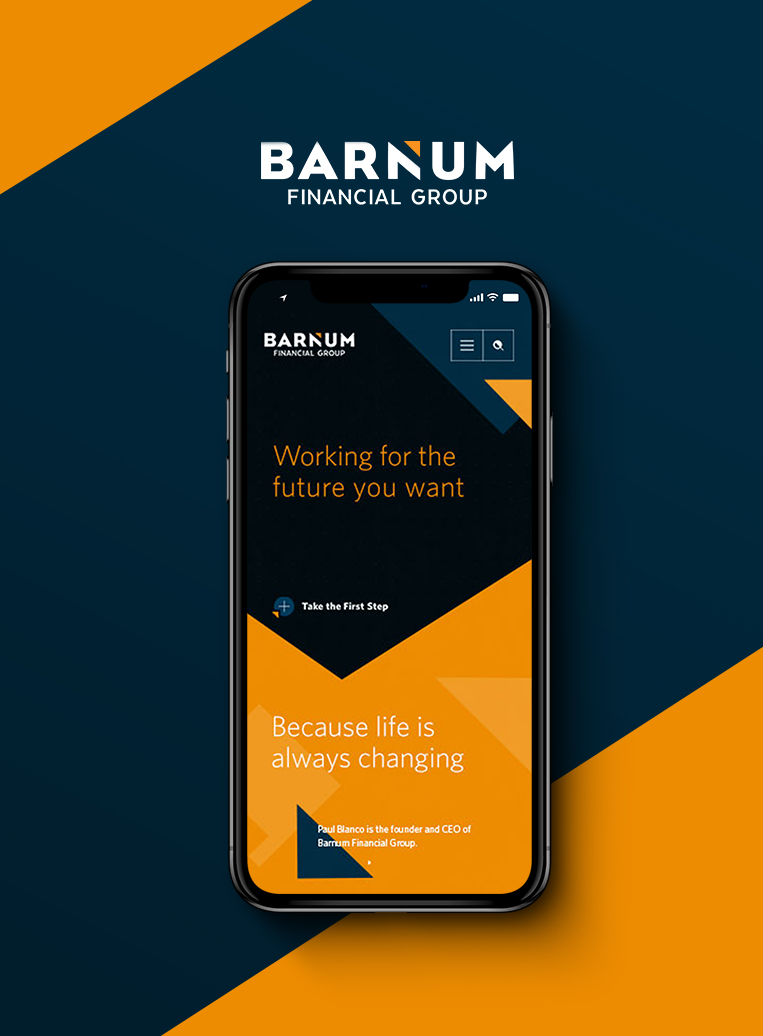 BARNUM
FINANCIAL GROUP
BARNUM
FINANCIAL GROUP
Working for the
future you want
Take the First Step
Because life is
always changing
Paul Blanco is the founder and CEO of
Barnum Financial Group.